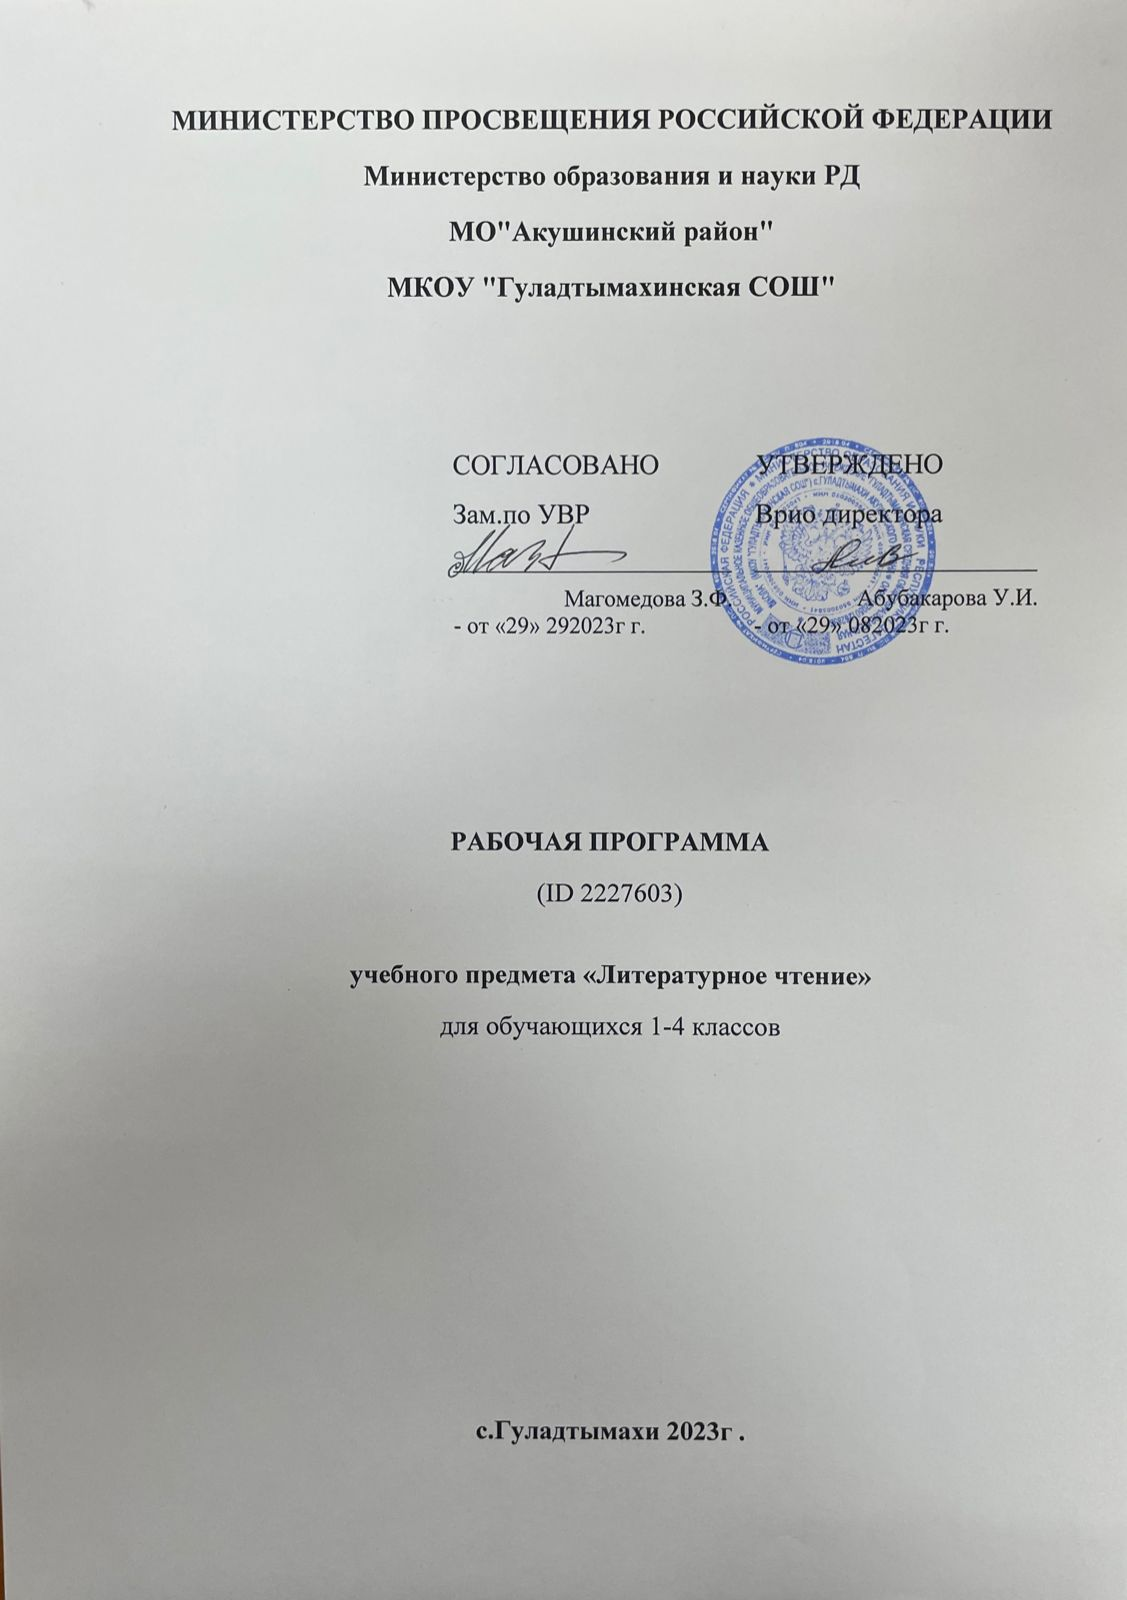 МИНИСТЕРСТВО ПРОСВЕЩЕНИЯ РОССИЙСКОЙ ФЕДЕРАЦИИ
Министерство образования и науки РД
МО"Акушинский район"
МКОУ "Гуладтымахинская СОШ"
СОГЛАСОВАНО
Зам.по УВР
Магомедова З.Ф.
- от «29» 292023г г.
УТВЕРЖДЕНО
Врио директора
Абубакарова У.И.
- от «29» 082023г г.
РАБОЧАЯ ПРОГРАММА
(ID 2227603)
учебного предмета «Литературное чтение»
для обучающихся 1-4 классов
с.Гуладтымахи 2023г .